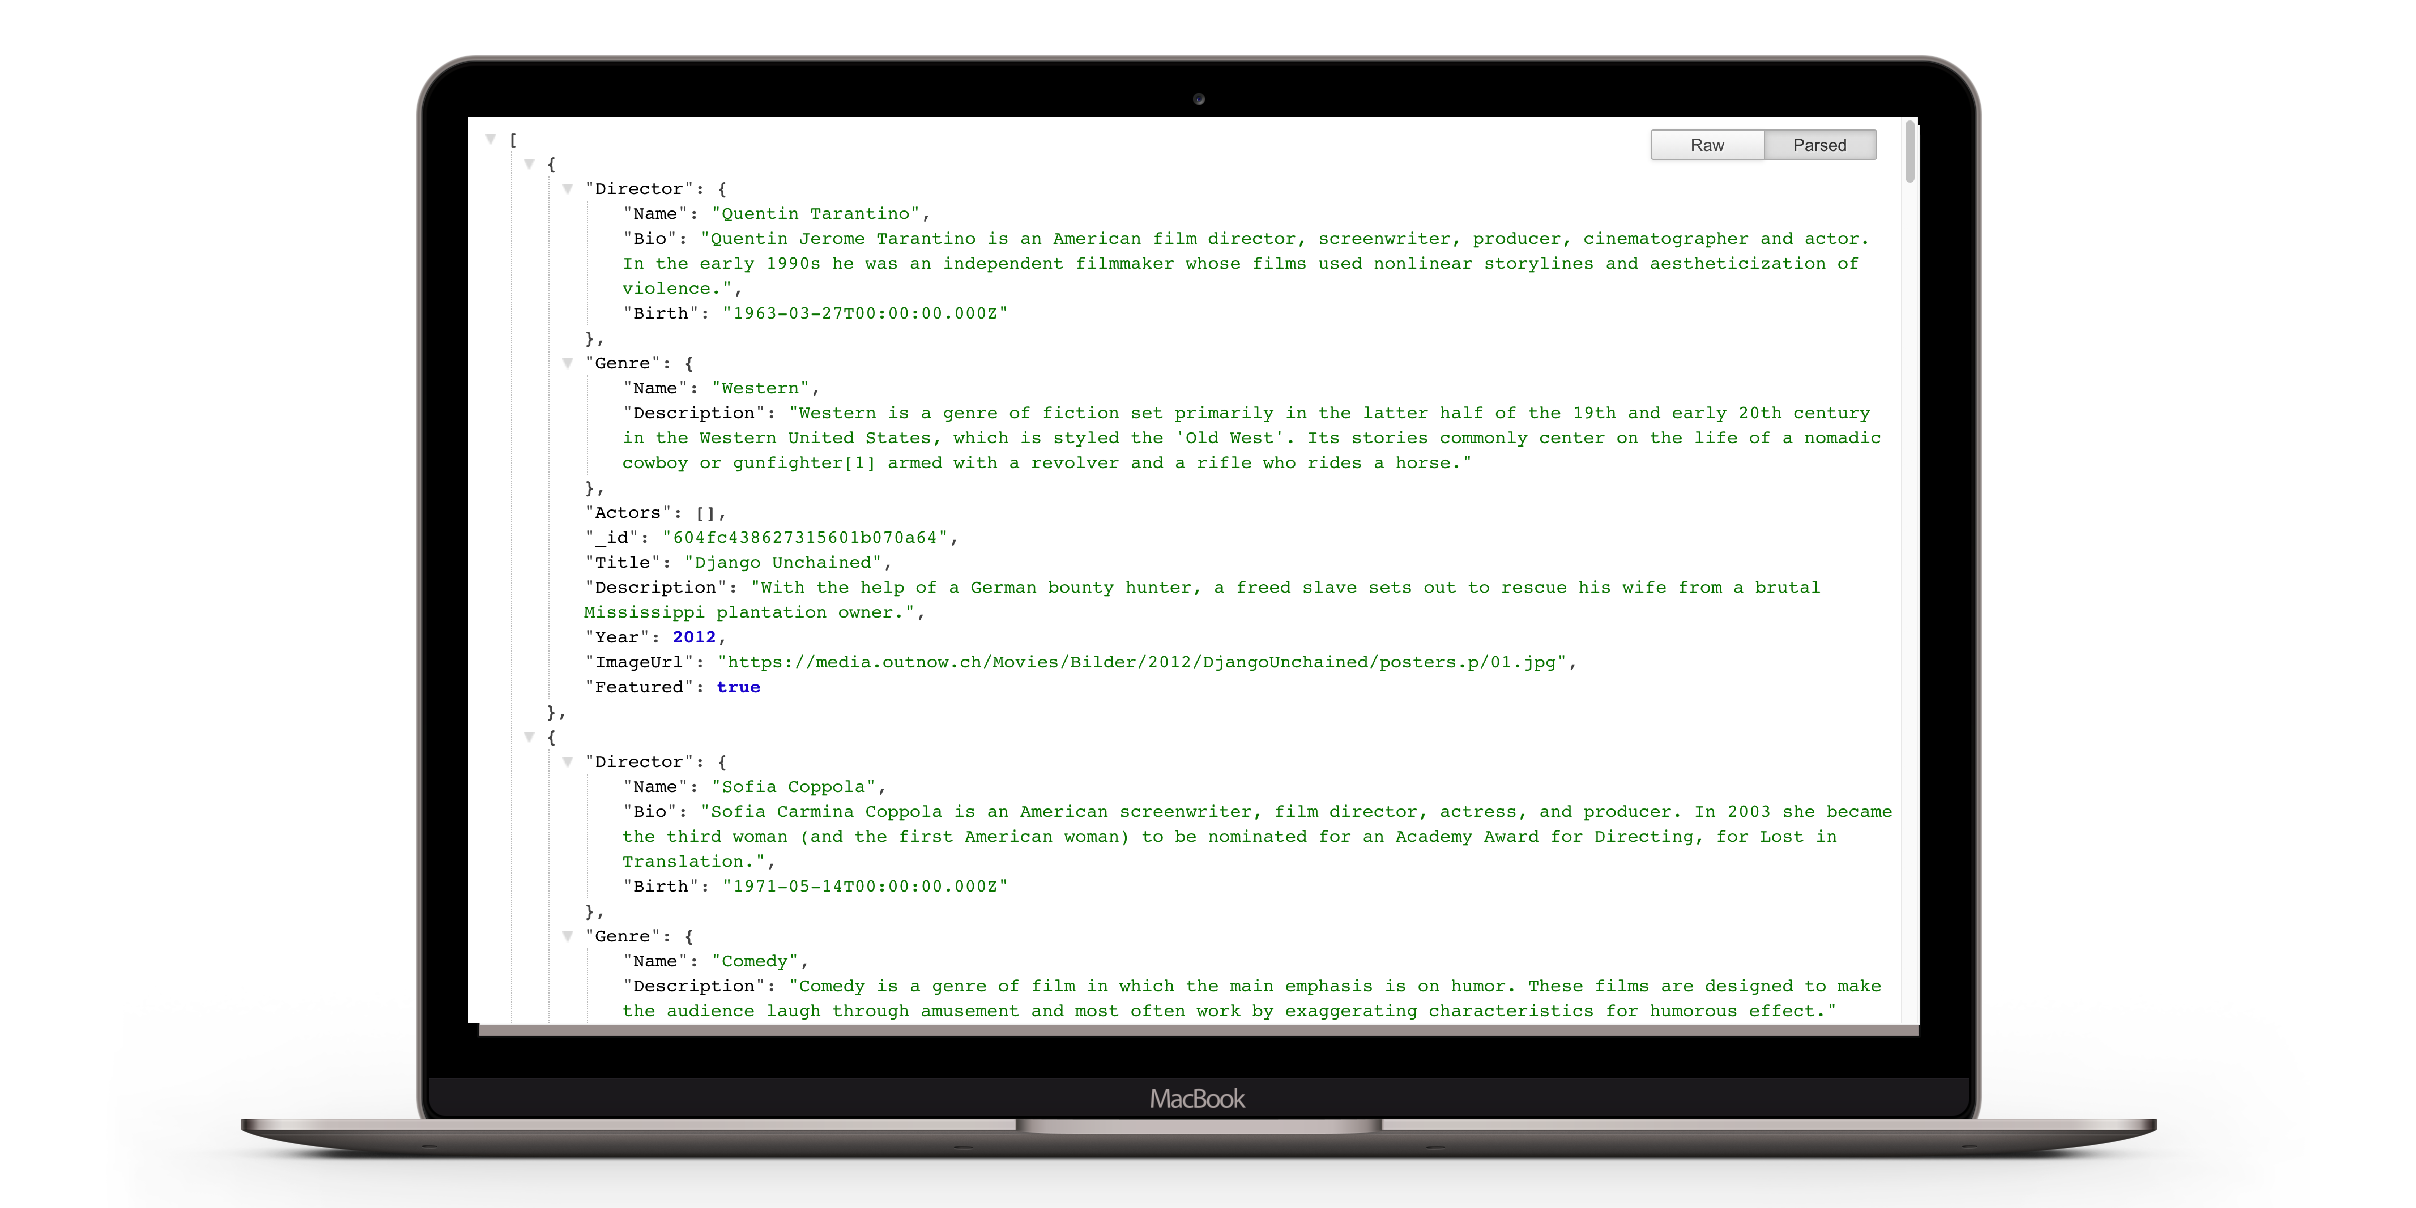 [
Raw Parsed
{
"Director": {
"Name": "Quentin Tarantino",
"Bio": "Quentin Jerome Tarantino is an American film director, screenwriter, producer, cinematographer and actor.
In the early 1990s he was an independent filmmaker whose films used nonlinear storylines and aestheticization of
violence.",
"Birth": "1963-03-27T00:00:00.000Z"
},
"Genre": {
"Name": "Western",
"Description": "Western is a genre of fiction set primarily in the latter half of the 19th and early 20th century
in the Western United States, which is styled the 'Old West'. Its stories commonly center on the life of a nomadic
cowboy or gunfighter[1] armed with a revolver and a rifle who rides a horse."
},
"Actors": [],
"_id": "604fc438627315601b070a64",
"Title": "Django Unchained",
"Description": "With the help of a German bounty hunter, a freed slave sets out to rescue his wife from a brutal
Mississippi plantation owner.",
"Year": 2012,
"ImageUrl": "https://media.outnow.ch/Movies/Bilder/2012/DjangoUnchained/posters.p/01.jpg",
"Featured": true
},
{
"Director": {
"Name": "Sofia Coppola",
"Bio": "Sofia Carmina Coppola is an American screenwriter, film director, actress, and producer. In 2003 she became
the third woman (and the first American woman) to be nominated for an Academy Award for Directing, for Lost in
Translation.",
"Birth": "1971-05-14T00:00:00.000Z"
},
"Genre": {
"Name": "Comedy",
"Description": "Comedy is a genre of film in which the main emphasis is on humor. These films are designed to make
the audience laugh through amusement and most often work by exaggerating characteristics for humorous effect."
MacBook